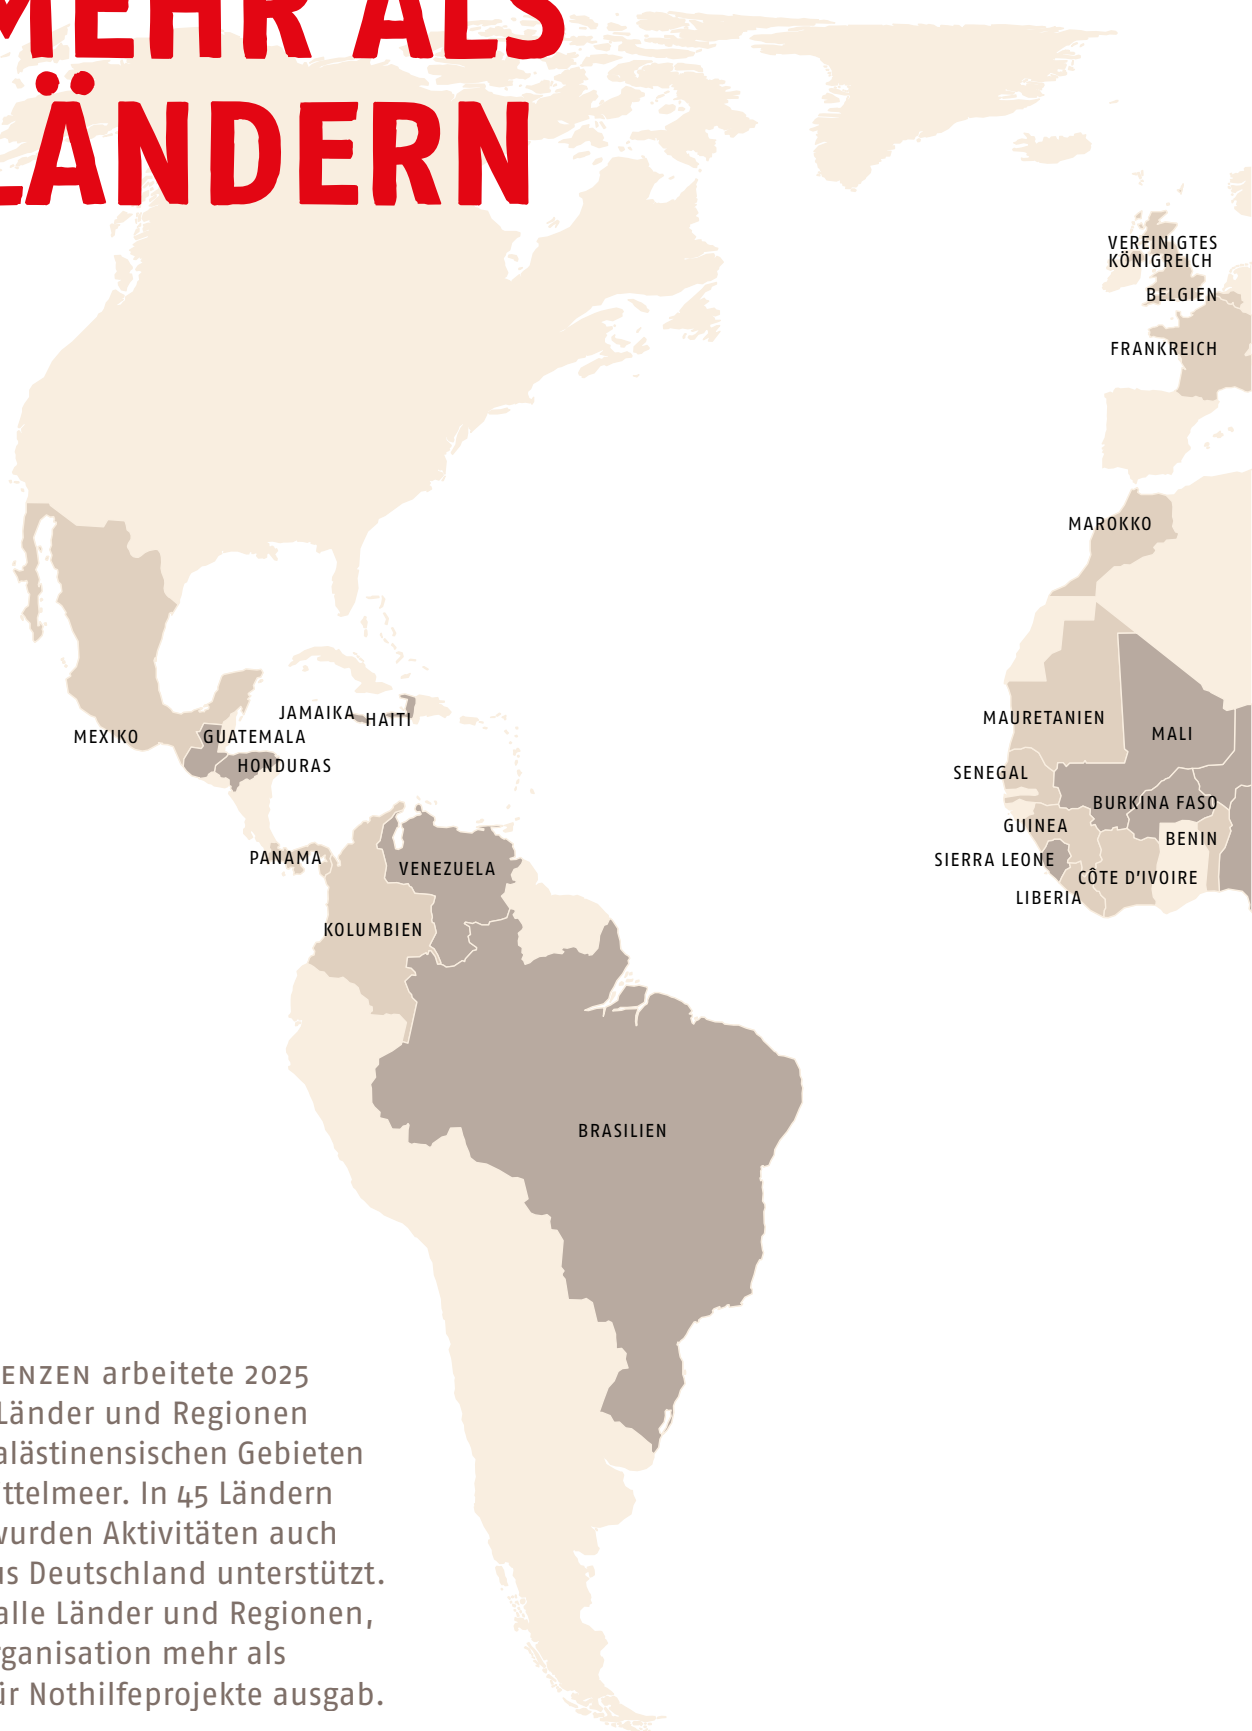 MEHR ALS
LÄNDERN
VEREINIGTES
KÖNIGREICH
BELGIEN
FRANKREICH
MAROKKO
MEXIKO
GUATEMALA
HONDURAS
JAMAIKA
HAITI
PANAMA
VENEZUELA
KOLUMBIEN
BRASILIEN
MAURETANIEN
MALI
SENEGAL
BURKINA FASO
GUINEA
BENIN
SIERRA LEONE
CÔTE D'IVOIRE
LIBERIA
ENZEN arbeitete 2025
Länder und Regionen
alästinensischen Gebieten
ttelmeer. In 45 Ländern
wurden Aktivitäten auch
us Deutschland unterstützt.
alle Länder und Regionen,
rganisation mehr als
ür Nothilfeprojekte ausgab.